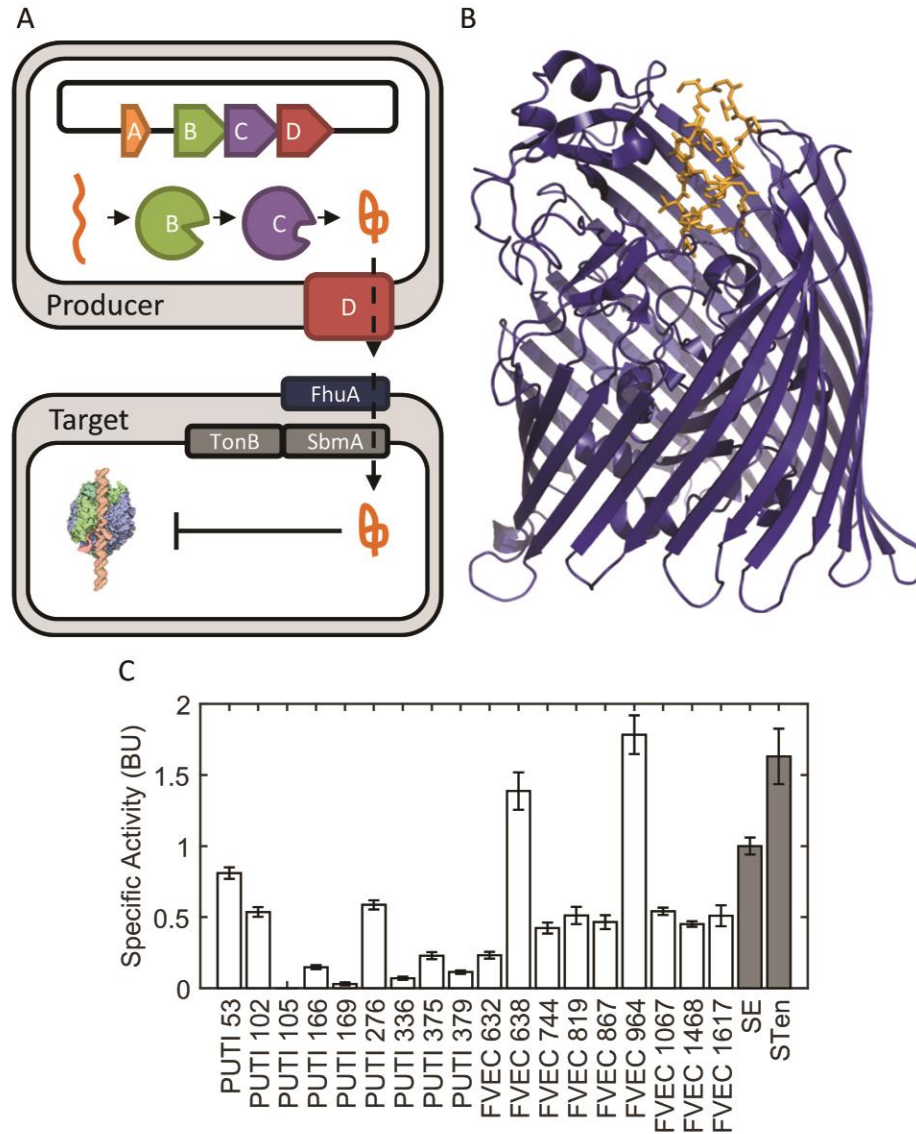 A
A B C D
B C
D
Producer
FhuA
Target
TonB SbmA
B
C
Specific Activity (BU)
2
1.5
1
0.5
0
PUTI 53
PUTI 102
PUTI 105
PUTI 166
PUTI 169
PUTI 276
PUTI 336
PUTI 375
PUTI 379
FVEC 632
FVEC 638
FVEC 744
FVEC 819
FVEC 867
FVEC 964
FVEC 1067
FVEC 1468
FVEC 1617
SE
STen